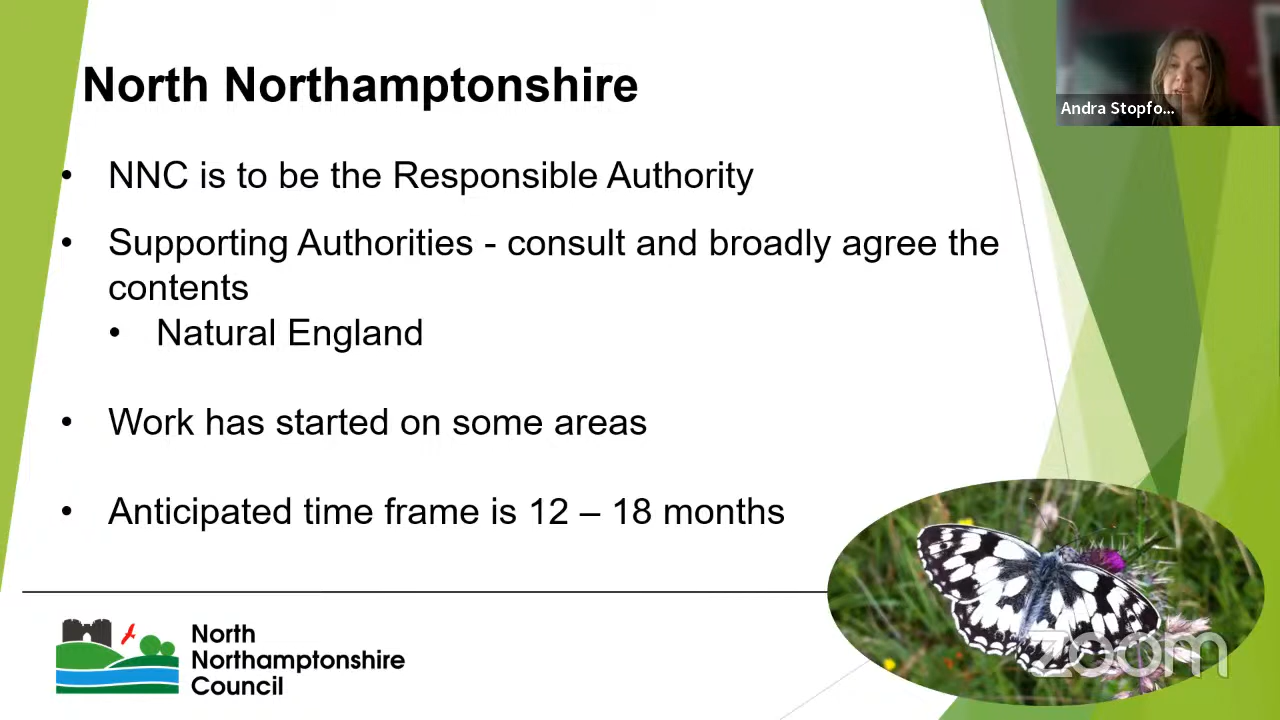 North Northamptonshire
Andra Stopfo...
• NNC is to be the Responsible Authority
• Supporting Authorities - consult and broadly agree the
contents
• Natural England
• Work has started on some areas
• Anticipated time frame is 12 – 18 months
North
Northamptonshire
Council
zoom